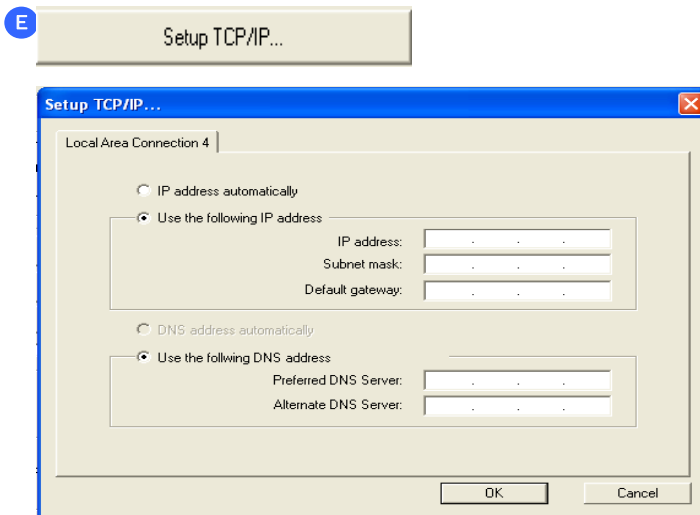 E
Setup TCP/IP...
Setup TCP/IP...
Local Area Connection 4
IP address automatically
Use the following IP address
IP address:
Subnet mask:
Default gateway:
DNS address automatically
Use the follwing DNS address
Preferred DNS Server:
Alternate DNS Server:
OK Cancel